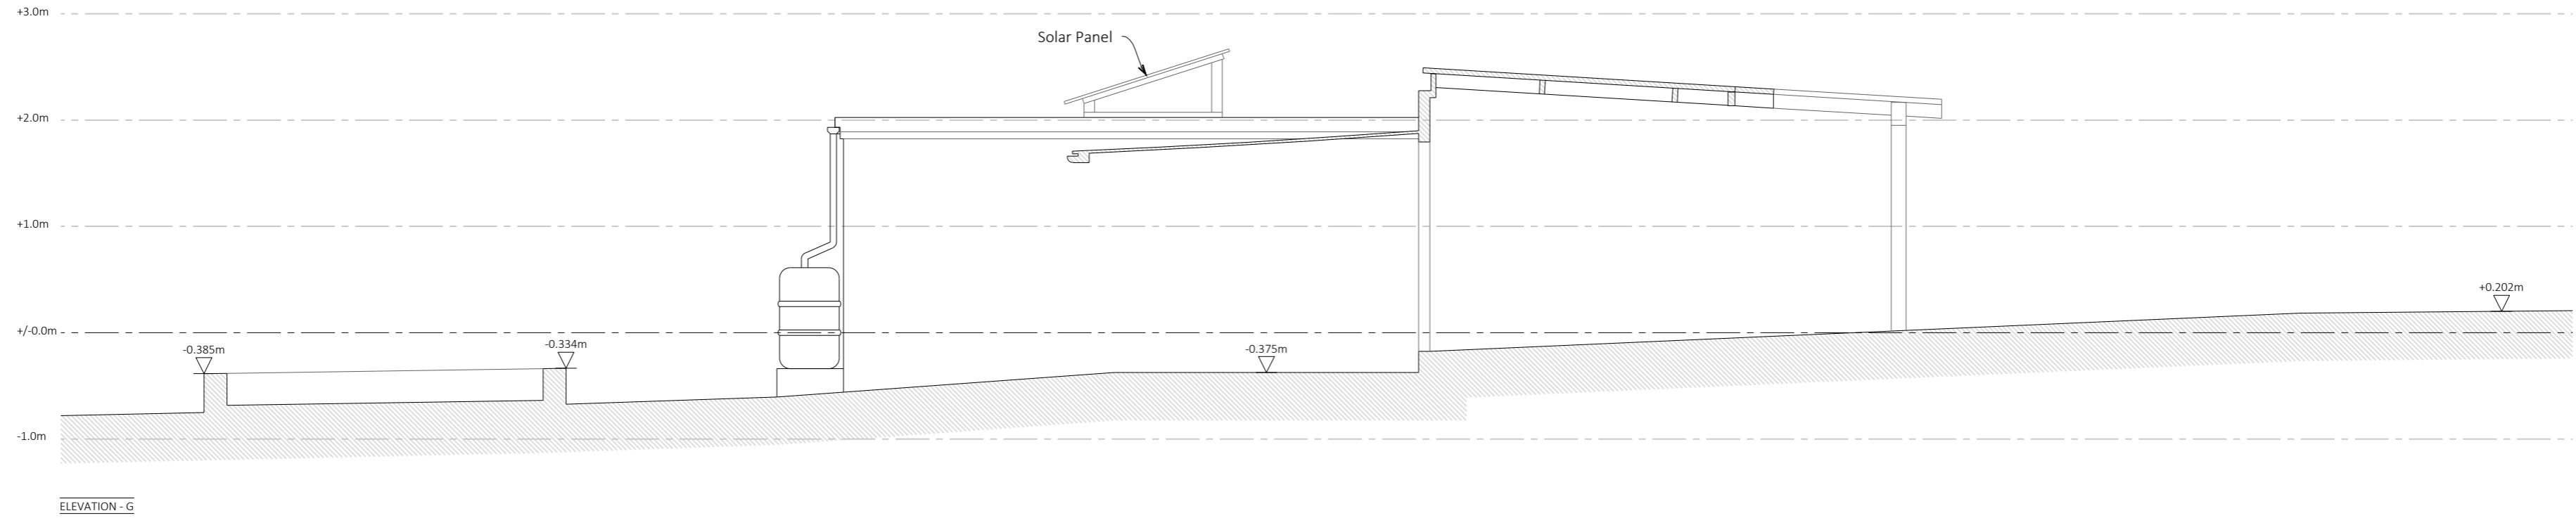 +3.0m
Solar Panel
+2.0m
+1.0m
+0.202m
+/-0.0m
-0.385m
-0.334m
-0.375m
-1.0m
ELEVATION - G